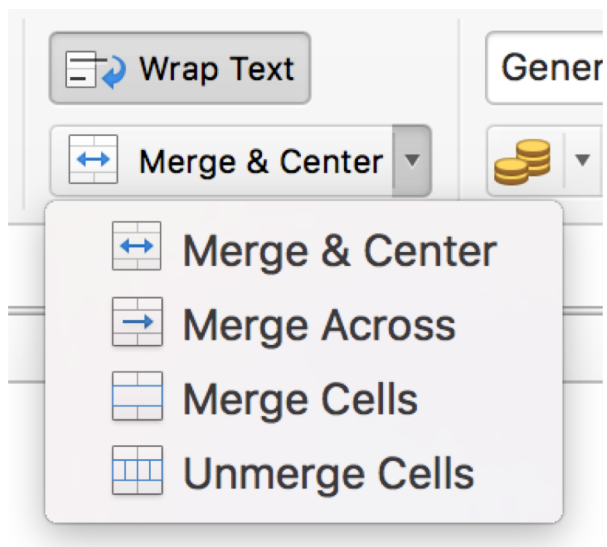 Wrap Text
Gener
Merge & Center
Merge & Center
Merge Across
Merge Cells
Unmerge Cells